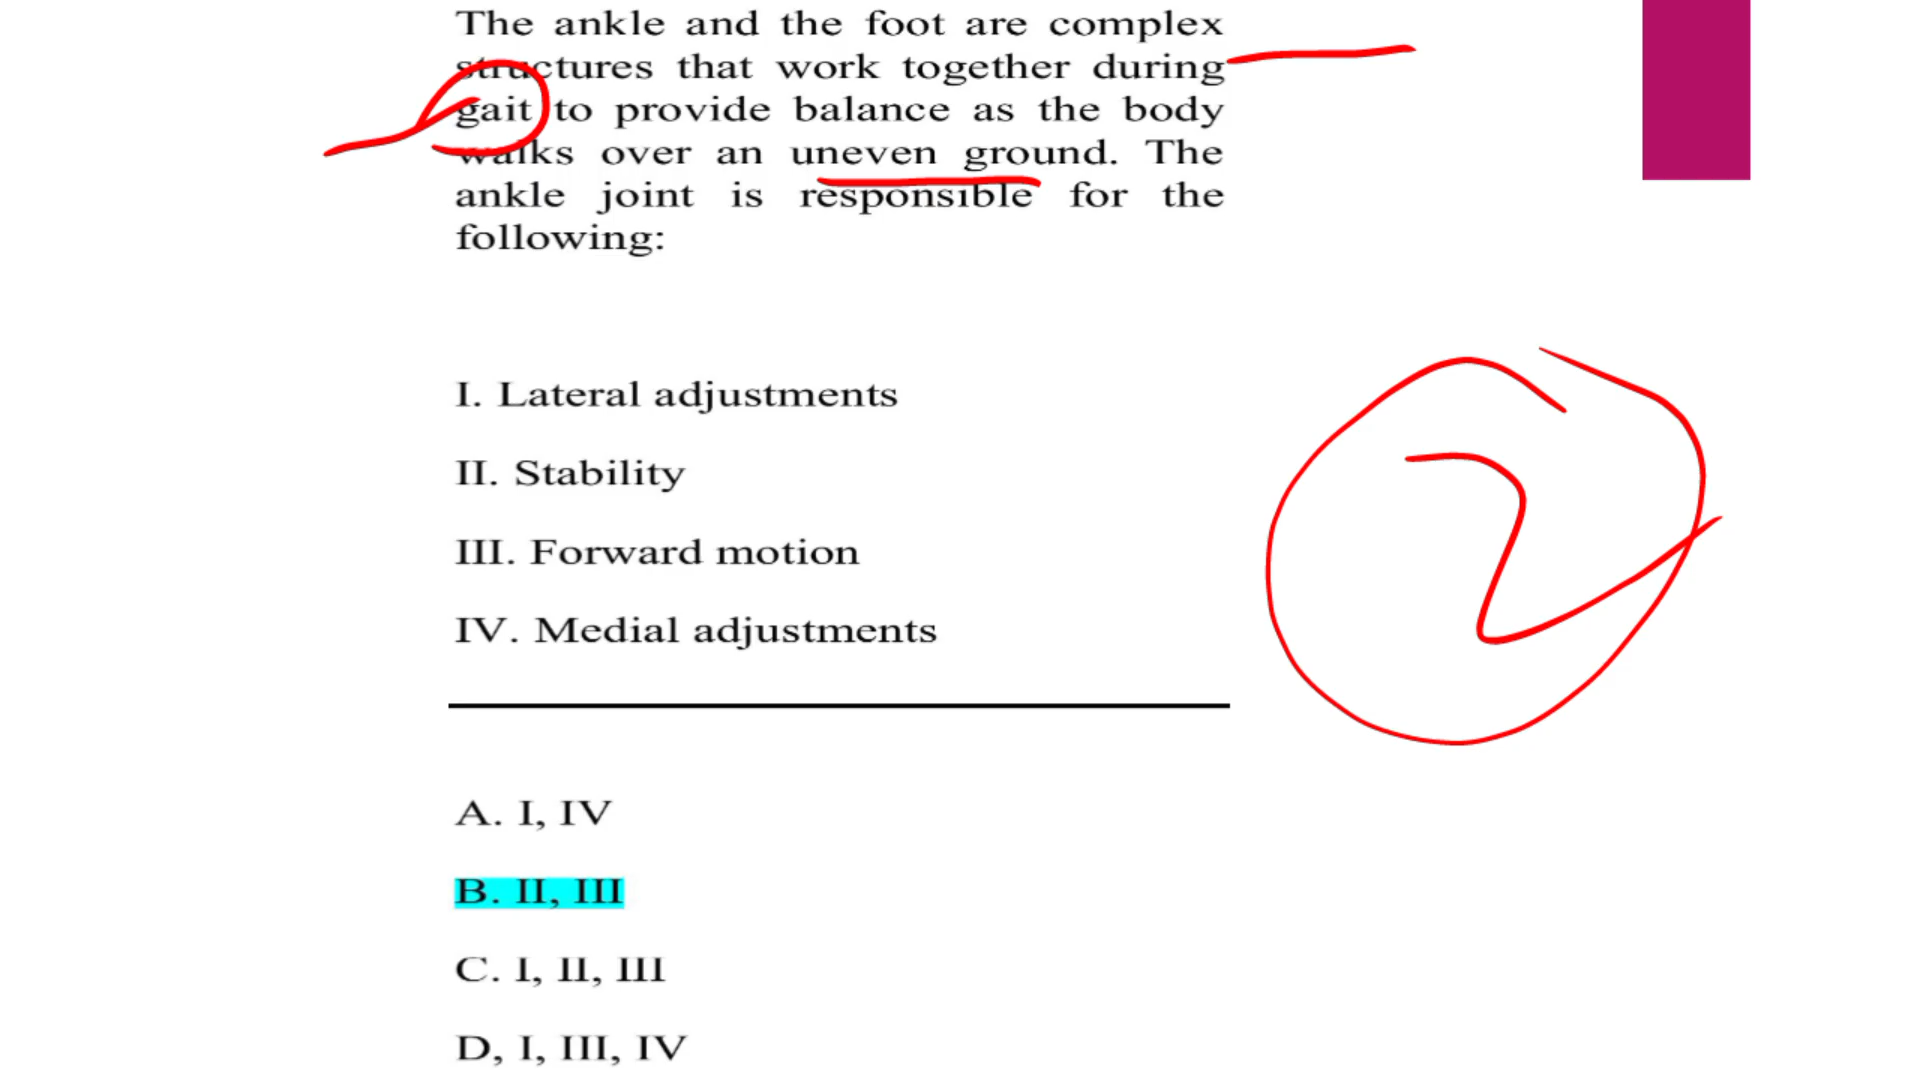 The ankle and the foot are complex
structures that work together during
gait to provide balance as the body
walks over an uneven ground. The
ankle joint is responsible for the
following:
I. Lateral adjustments
II. Stability
III. Forward motion
IV. Medial adjustments
2
A. I, IV
B. II, III
C. I, II, III
D, I, III, IV